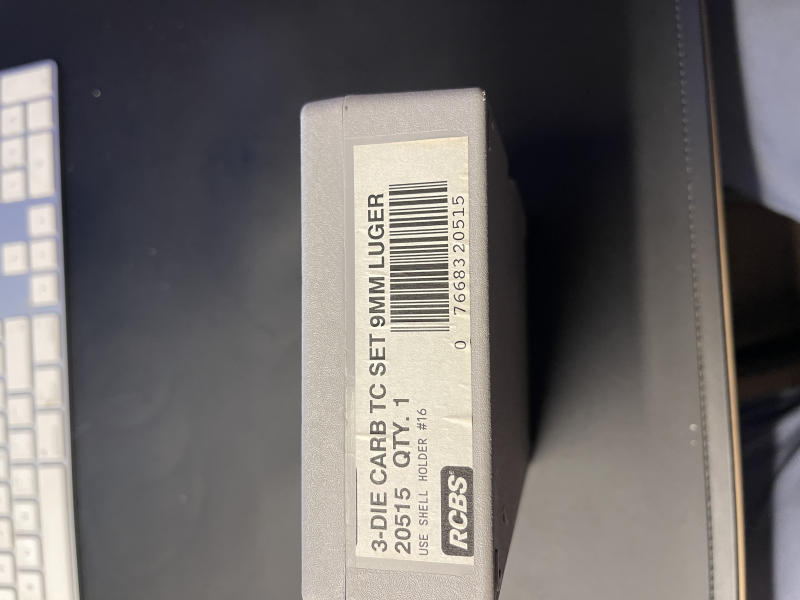 3-DIE CARB TC SET 9MM LUGER
20515 QTY. 1
USE SHELL HOLDER #16
RCBS
0 76683 20515